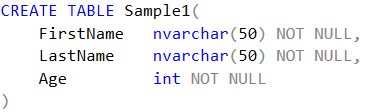 CREATE TABLE Sample1(
    FirstName   nvarchar(50) NOT NULL,
    LastName    nvarchar(50) NOT NULL,
    Age         int NOT NULL
)